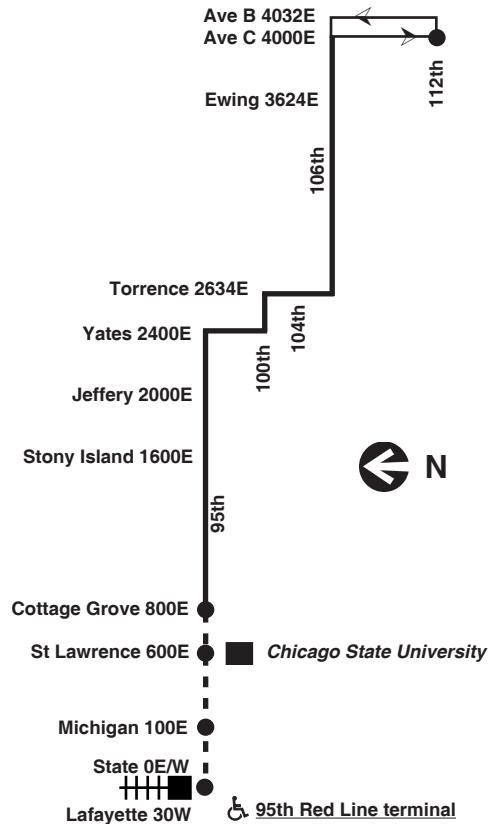 Ave B 4032E
Ave C 4000E
112th
Ewing 3624E
106th
Torrence 2634E
104th
Yates 2400E
100th
Jeffery 2000E
Stony Island 1600E
N
95th
Cottage Grove 800E
St Lawrence 600E
Chicago State University
Michigan 100E
State 0E/W
Lafayette 30W
95th Red Line terminal